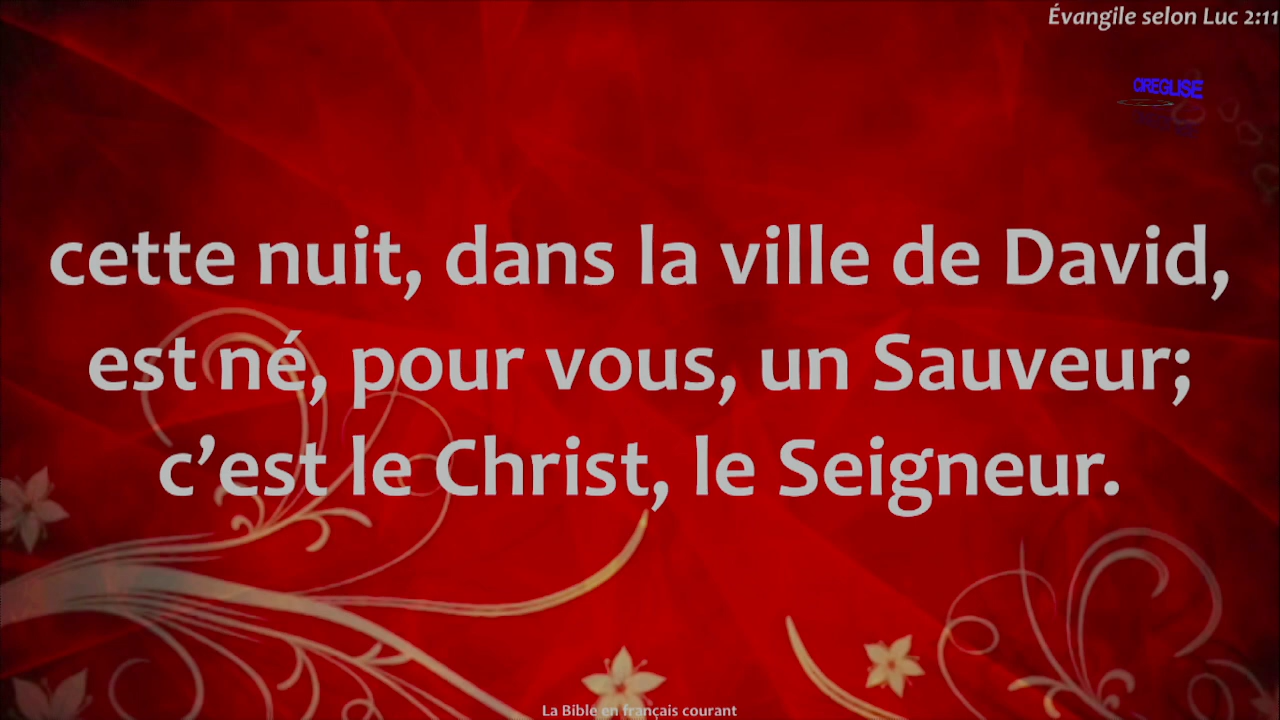 Évangile selon Luc 2:11
CIREGLISE
cette nuit, dans la ville de David,
est né, pour vous, un Sauveur;
c’est le Christ, le Seigneur.
La Bible en français courant